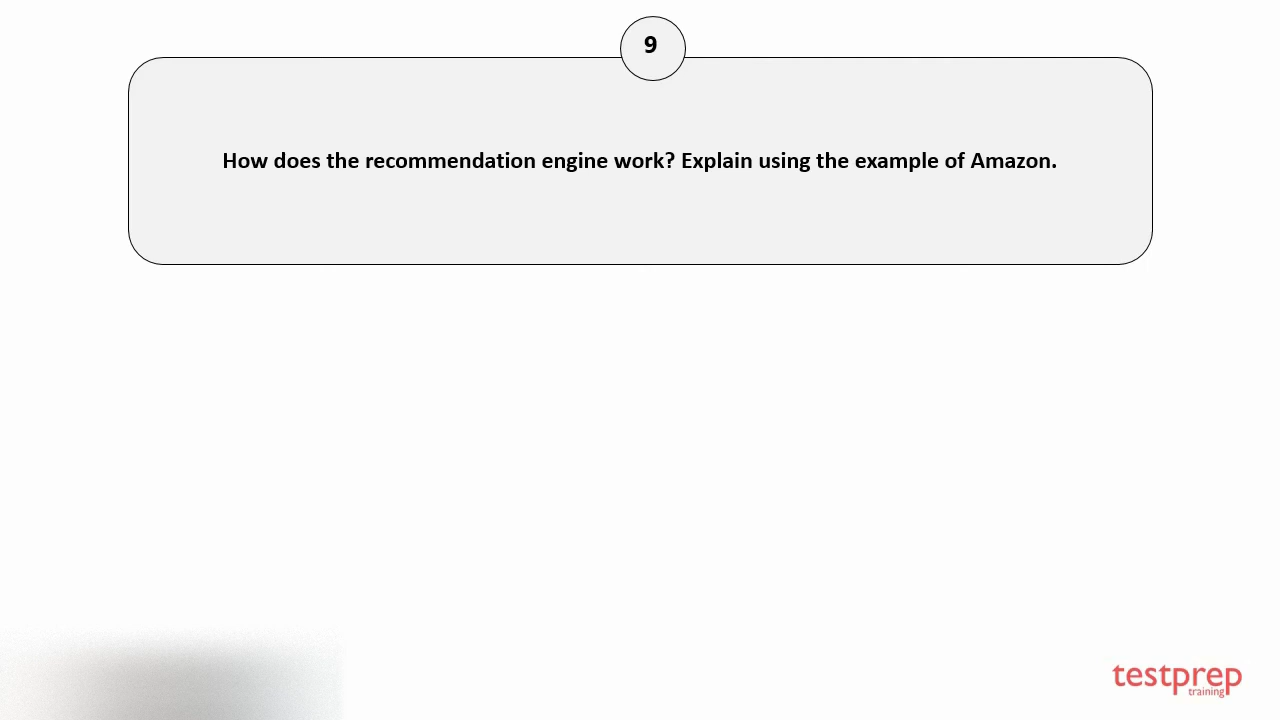 9
How does the recommendation engine work? Explain using the example of Amazon.
testprep
training